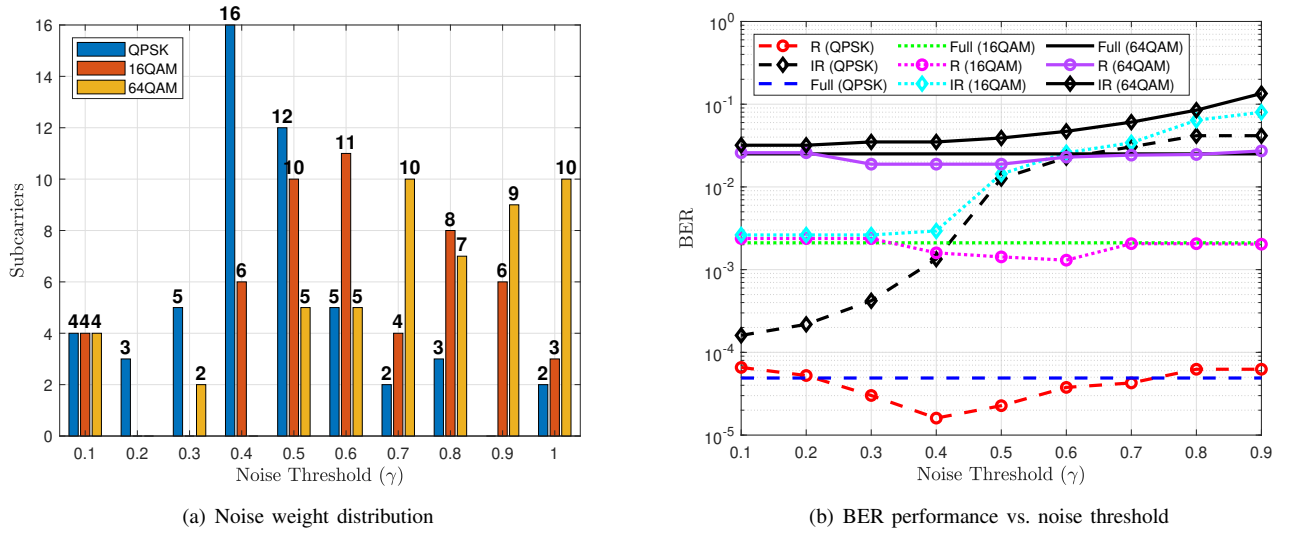 16
14
12
10
8
6
4
2
0
Subcarriers
QPSK
16QAM
64QAM
4 4 4
3
5 2
16 6
12 10 5
5 11 5
2 4 10
3 8 7
6 9
2 3 10
0.1 0.2 0.3 0.4 0.5 0.6 0.7 0.8 0.9 1
Noise Threshold (γ)
(a) Noise weight distribution
10^0
10^-1
10^-2
10^-3
10^-4
10^-5
BER
R (QPSK) Full (16QAM) Full (64QAM)
IR (QPSK) R (16QAM) R (64QAM)
Full (QPSK) IR (16QAM) IR (64QAM)
0.1 0.2 0.3 0.4 0.5 0.6 0.7 0.8 0.9
Noise Threshold (γ)
(b) BER performance vs. noise threshold